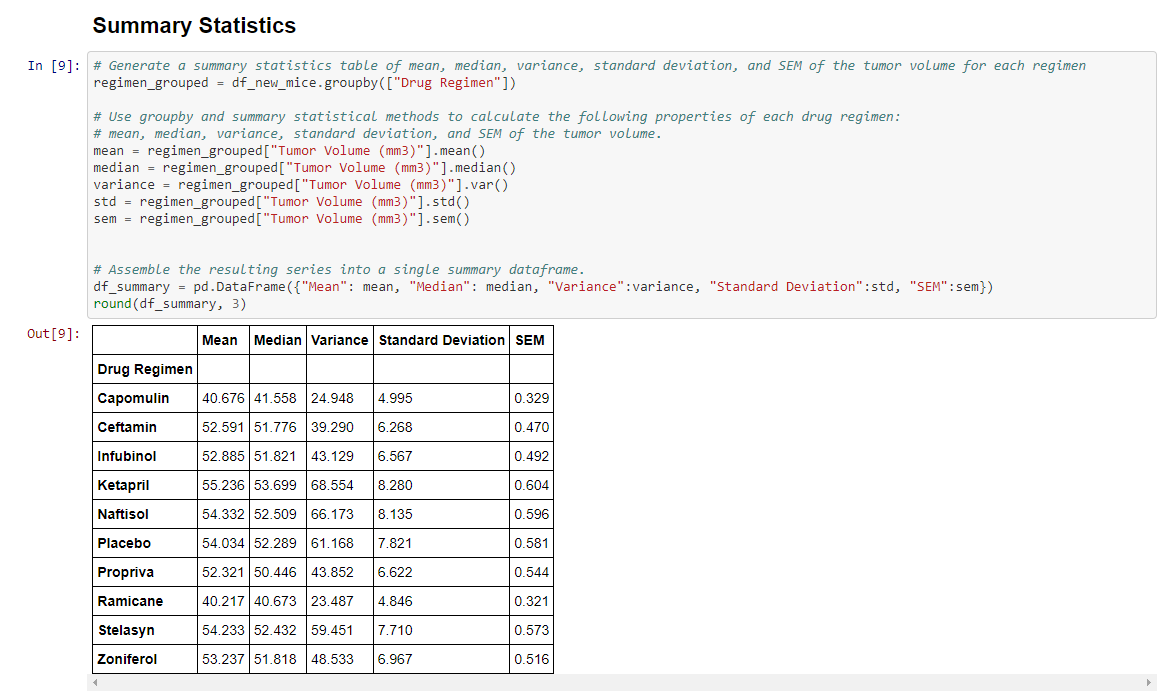 Summary Statistics
In [9]: # Generate a summary statistics table of mean, median, variance, standard deviation, and SEM of the tumor volume for each regimen
regimen_grouped = df_new_mice.groupby(["Drug Regimen"])
# Use groupby and summary statistical methods to calculate the following properties of each drug regimen:
# mean, median, variance, standard deviation, and SEM of the tumor volume.
mean = regimen_grouped["Tumor Volume (mm3)"].mean()
median = regimen_grouped["Tumor Volume (mm3)"].median()
variance = regimen_grouped["Tumor Volume (mm3)"].var()
std = regimen_grouped["Tumor Volume (mm3)"].std()
sem = regimen_grouped["Tumor Volume (mm3)"].sem()
# Assemble the resulting series into a single summary dataframe.
df_summary = pd.DataFrame({"Mean": mean, "Median": median, "Variance":variance, "Standard Deviation":std, "SEM":sem})
round(df_summary, 3)
Out[9]: Mean Median Variance Standard Deviation SEM
Drug Regimen
Capomulin 40.676 41.558 24.948 4.995 0.329
Ceftamin 52.591 51.776 39.290 6.268 0.470
Infubinol 52.885 51.821 43.129 6.567 0.492
Ketapril 55.236 53.699 68.554 8.280 0.604
Naftisol 54.332 52.509 66.173 8.135 0.596
Placebo 54.034 52.289 61.168 7.821 0.581
Propriva 52.321 50.446 43.852 6.622 0.544
Ramicane 40.217 40.673 23.487 4.846 0.321
Stelasyn 54.233 52.432 59.451 7.710 0.573
Zoniferol 53.237 51.818 48.533 6.967 0.516